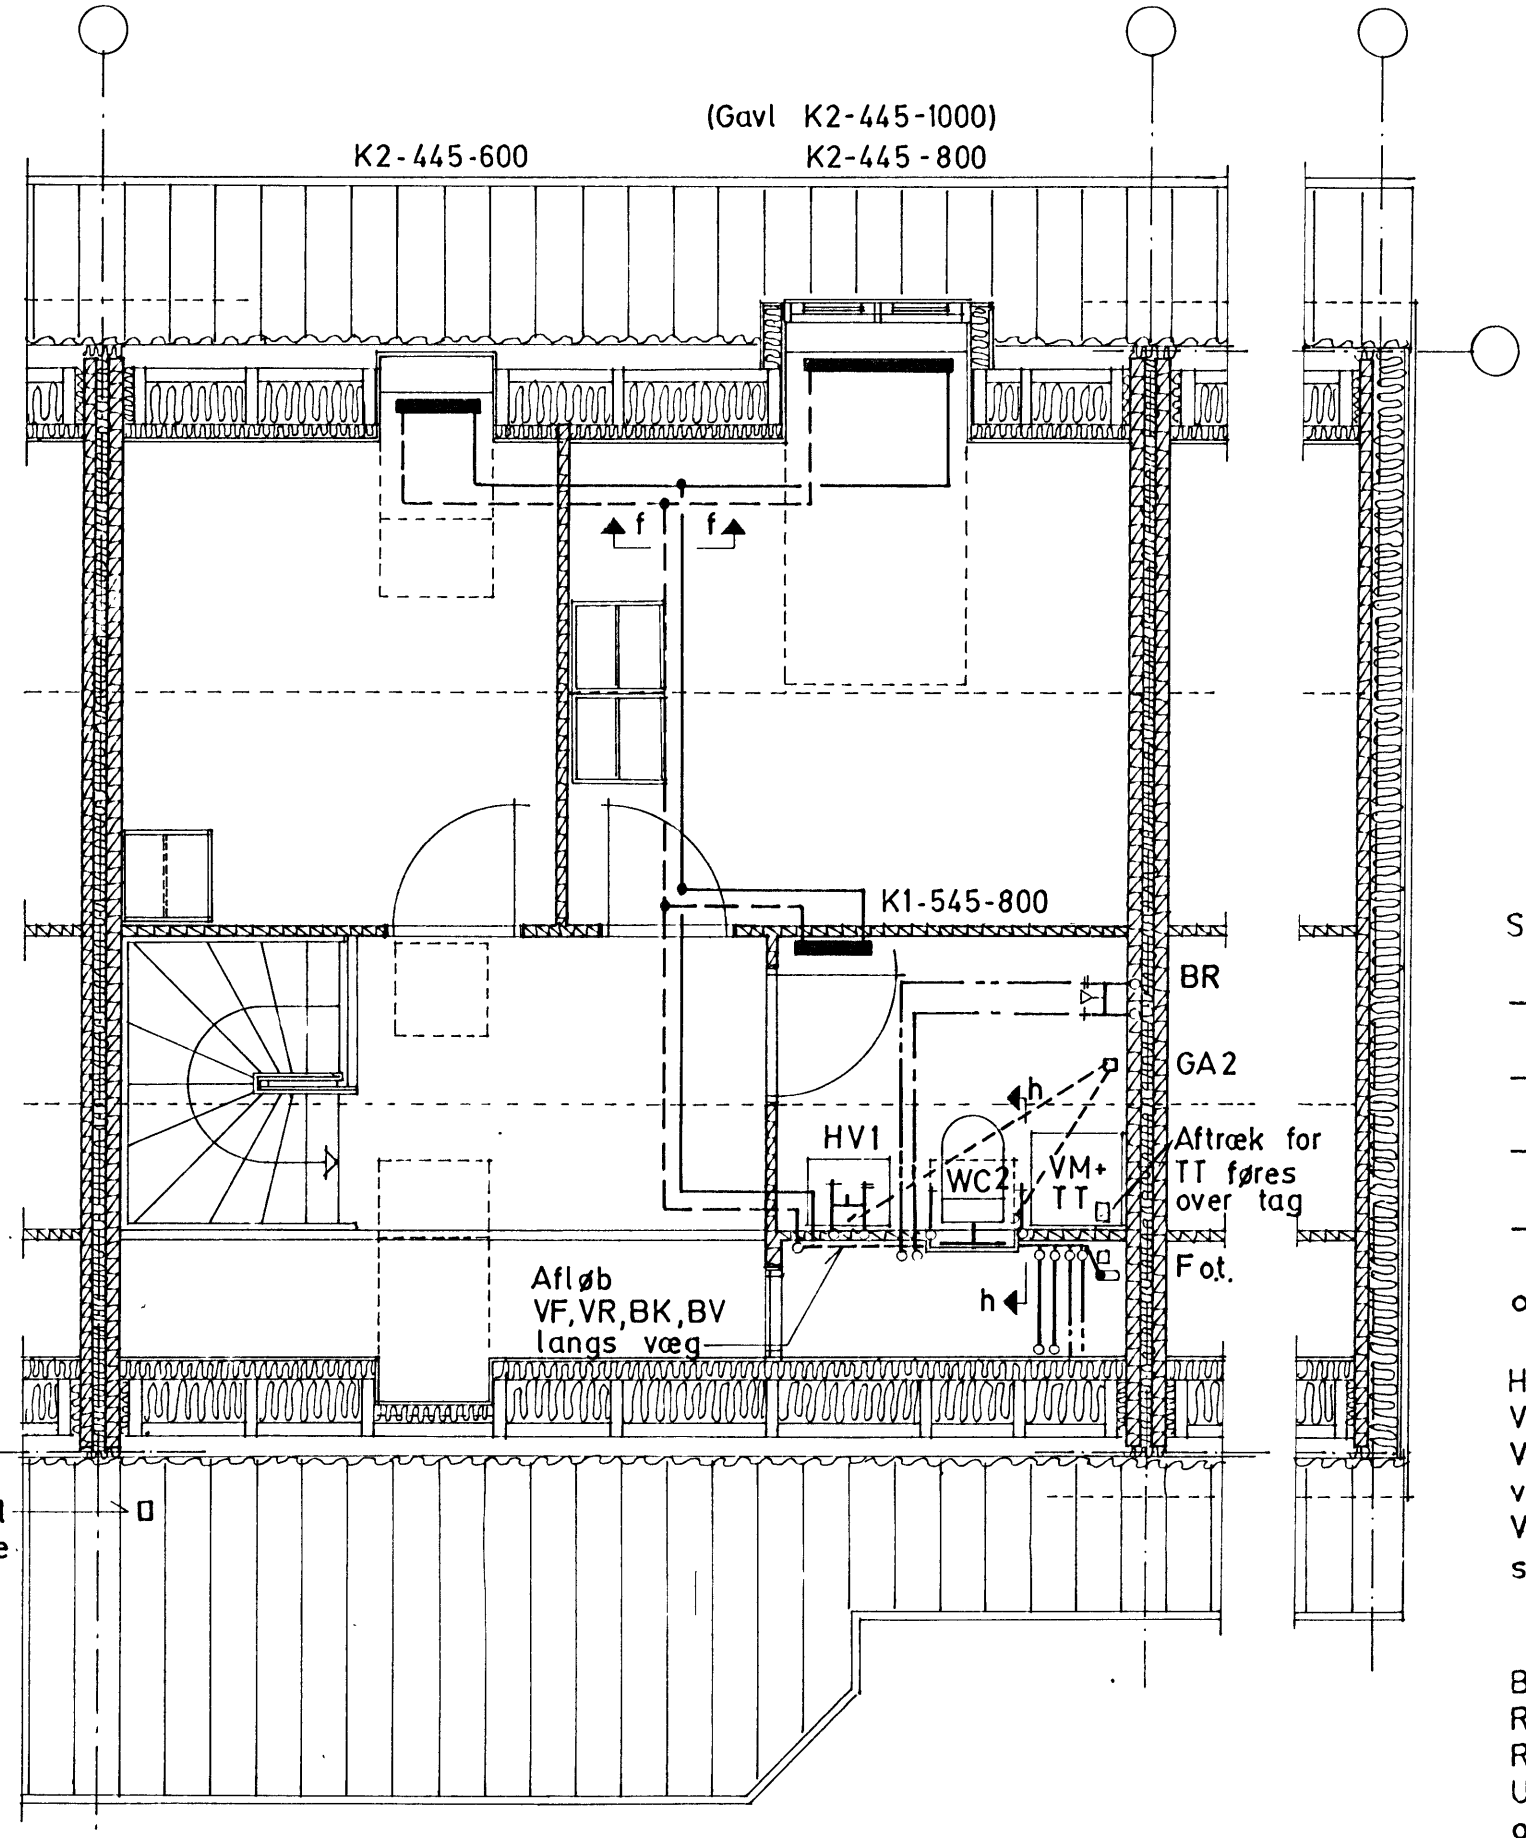 (Gavl K2-445-1000)
K2-445-600
K2-445-800
f f
K1-545-800
BR
GA2
h
HV1
WC2
VM+
TT
Aftræk for
TT føres
over tag
Fot.
h
Afløb
VF,VR,BK,BV
langs væg
S
H
V
V
v
V
s
B
R
R
U